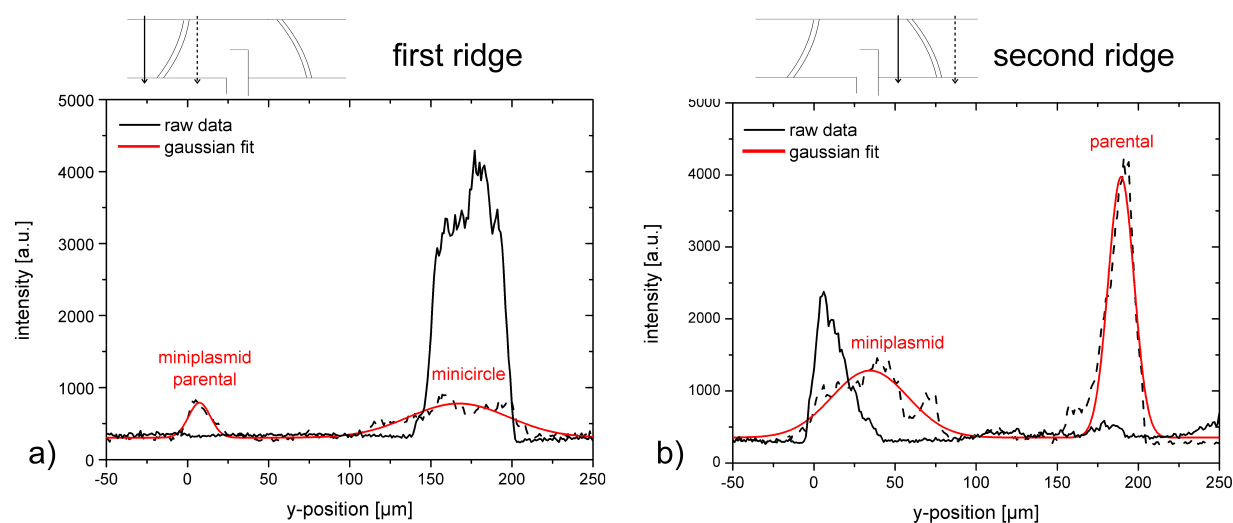 first ridge
5000
4000
3000
2000
1000
0
intensity [a.u.]
raw data
gaussian fit
miniplasmid
parental
minicircle
-50
0
50
100
150
200
250
y-position [µm]
a)
second ridge
5000
4000
3000
2000
1000
0
intensity [a.u.]
raw data
gaussian fit
parental
miniplasmid
-50
0
50
100
150
200
250
y-position [µm]
b)